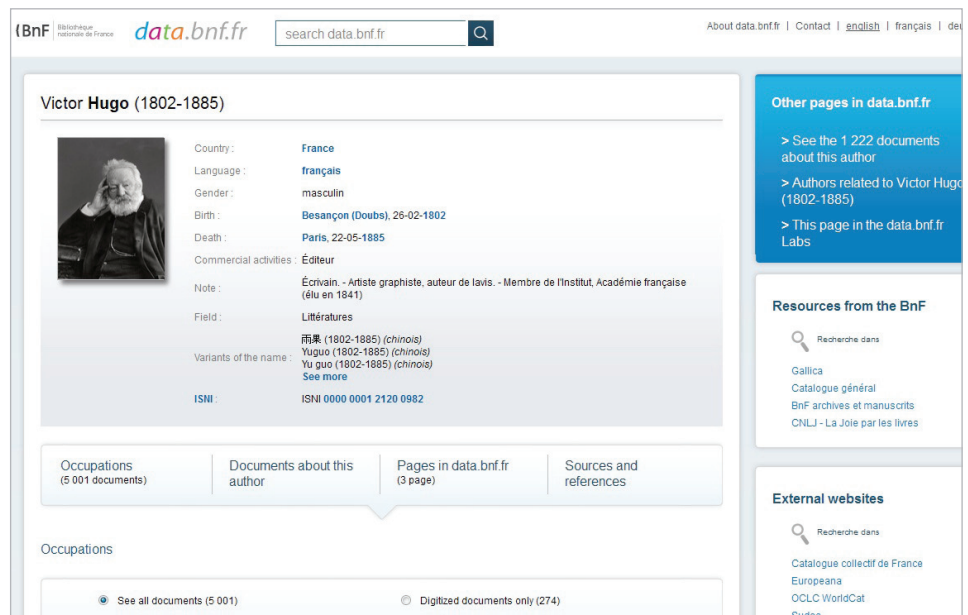 {BnF Bibliothèque nationale de France data.bnf.fr search data.bnf.fr About data.bnf.fr | Contact | english | français | deu
Victor Hugo (1802-1885)
Country : France
Language : français
Gender : masculin
Birth : Besançon (Doubs), 26-02-1802
Death : Paris, 22-05-1885
Commercial activities : Éditeur
Note : Écrivain. - Artiste graphiste, auteur de lavis. - Membre de l'Institut, Académie française
(élu en 1841)
Field : Littératures
Variants of the name : 雨果 (1802-1885) (chinois)
Yuguo (1802-1885) (chinois)
Yu guo (1802-1885) (chinois)
See more
ISNI : ISNI 0000 0001 2120 0982
Occupations
(5 001 documents)
Documents about this
author
Pages in data.bnf.fr
(3 page)
Sources and
references
Occupations
See all documents (5 001) Digitized documents only (274)
Other pages in data.bnf.fr
> See the 1 222 documents
about this author
> Authors related to Victor Hugo
(1802-1885)
> This page in the data.bnf.fr
Labs
Resources from the BnF
Recherche dans
Gallica
Catalogue général
BnF archives et manuscrits
CNLJ - La Joie par les livres
External websites
Recherche dans
Catalogue collectif de France
Europeana
OCLC WorldCat
Sudoc